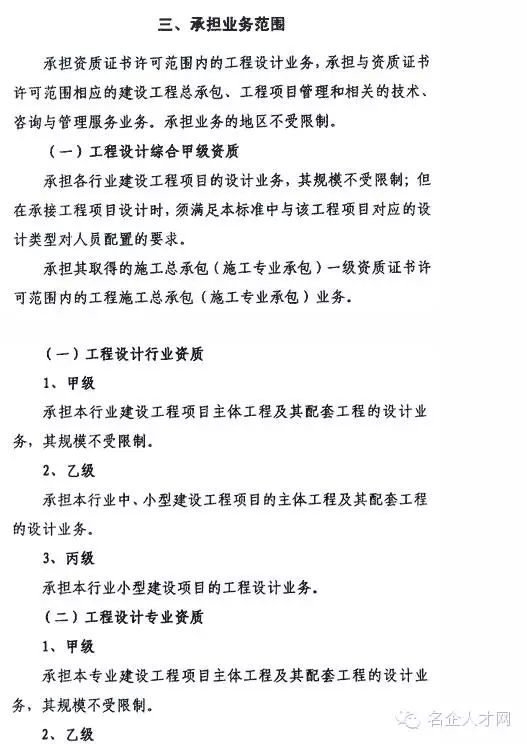 三、承担业务范围
承担资质证书许可范围内的工程设计业务，承担与资质证书
许可范围相应的建设工程总承包、工程项目管理和相关的技术、
咨询与管理服务业务。承担业务的地区不受限制。
（一）工程设计综合甲级资质
承担各行业建设工程项目的设计业务，其规模不受限制；但
在承接工程项目设计时，须满足本标准中与该工程项目对应的设
计类型对人员配置的要求。
承担其取得的施工总承包（施工专业承包）一级资质证书许
可范围内的工程施工总承包（施工专业承包）业务。
（一）工程设计行业资质
1、甲级
承担本行业建设工程项目主体工程及其配套工程的设计业
务，其规模不受限制。
2、乙级
承担本行业中、小型建设工程项目的主体工程及其配套工程
的设计业务。
3、丙级
承担本行业小型建设项目的工程设计业务。
（二）工程设计专业资质
1、甲级
承担本专业建设工程项目主体工程及其配套工程的设计业
务，其规模不受限制。
2、乙级
名企人才网